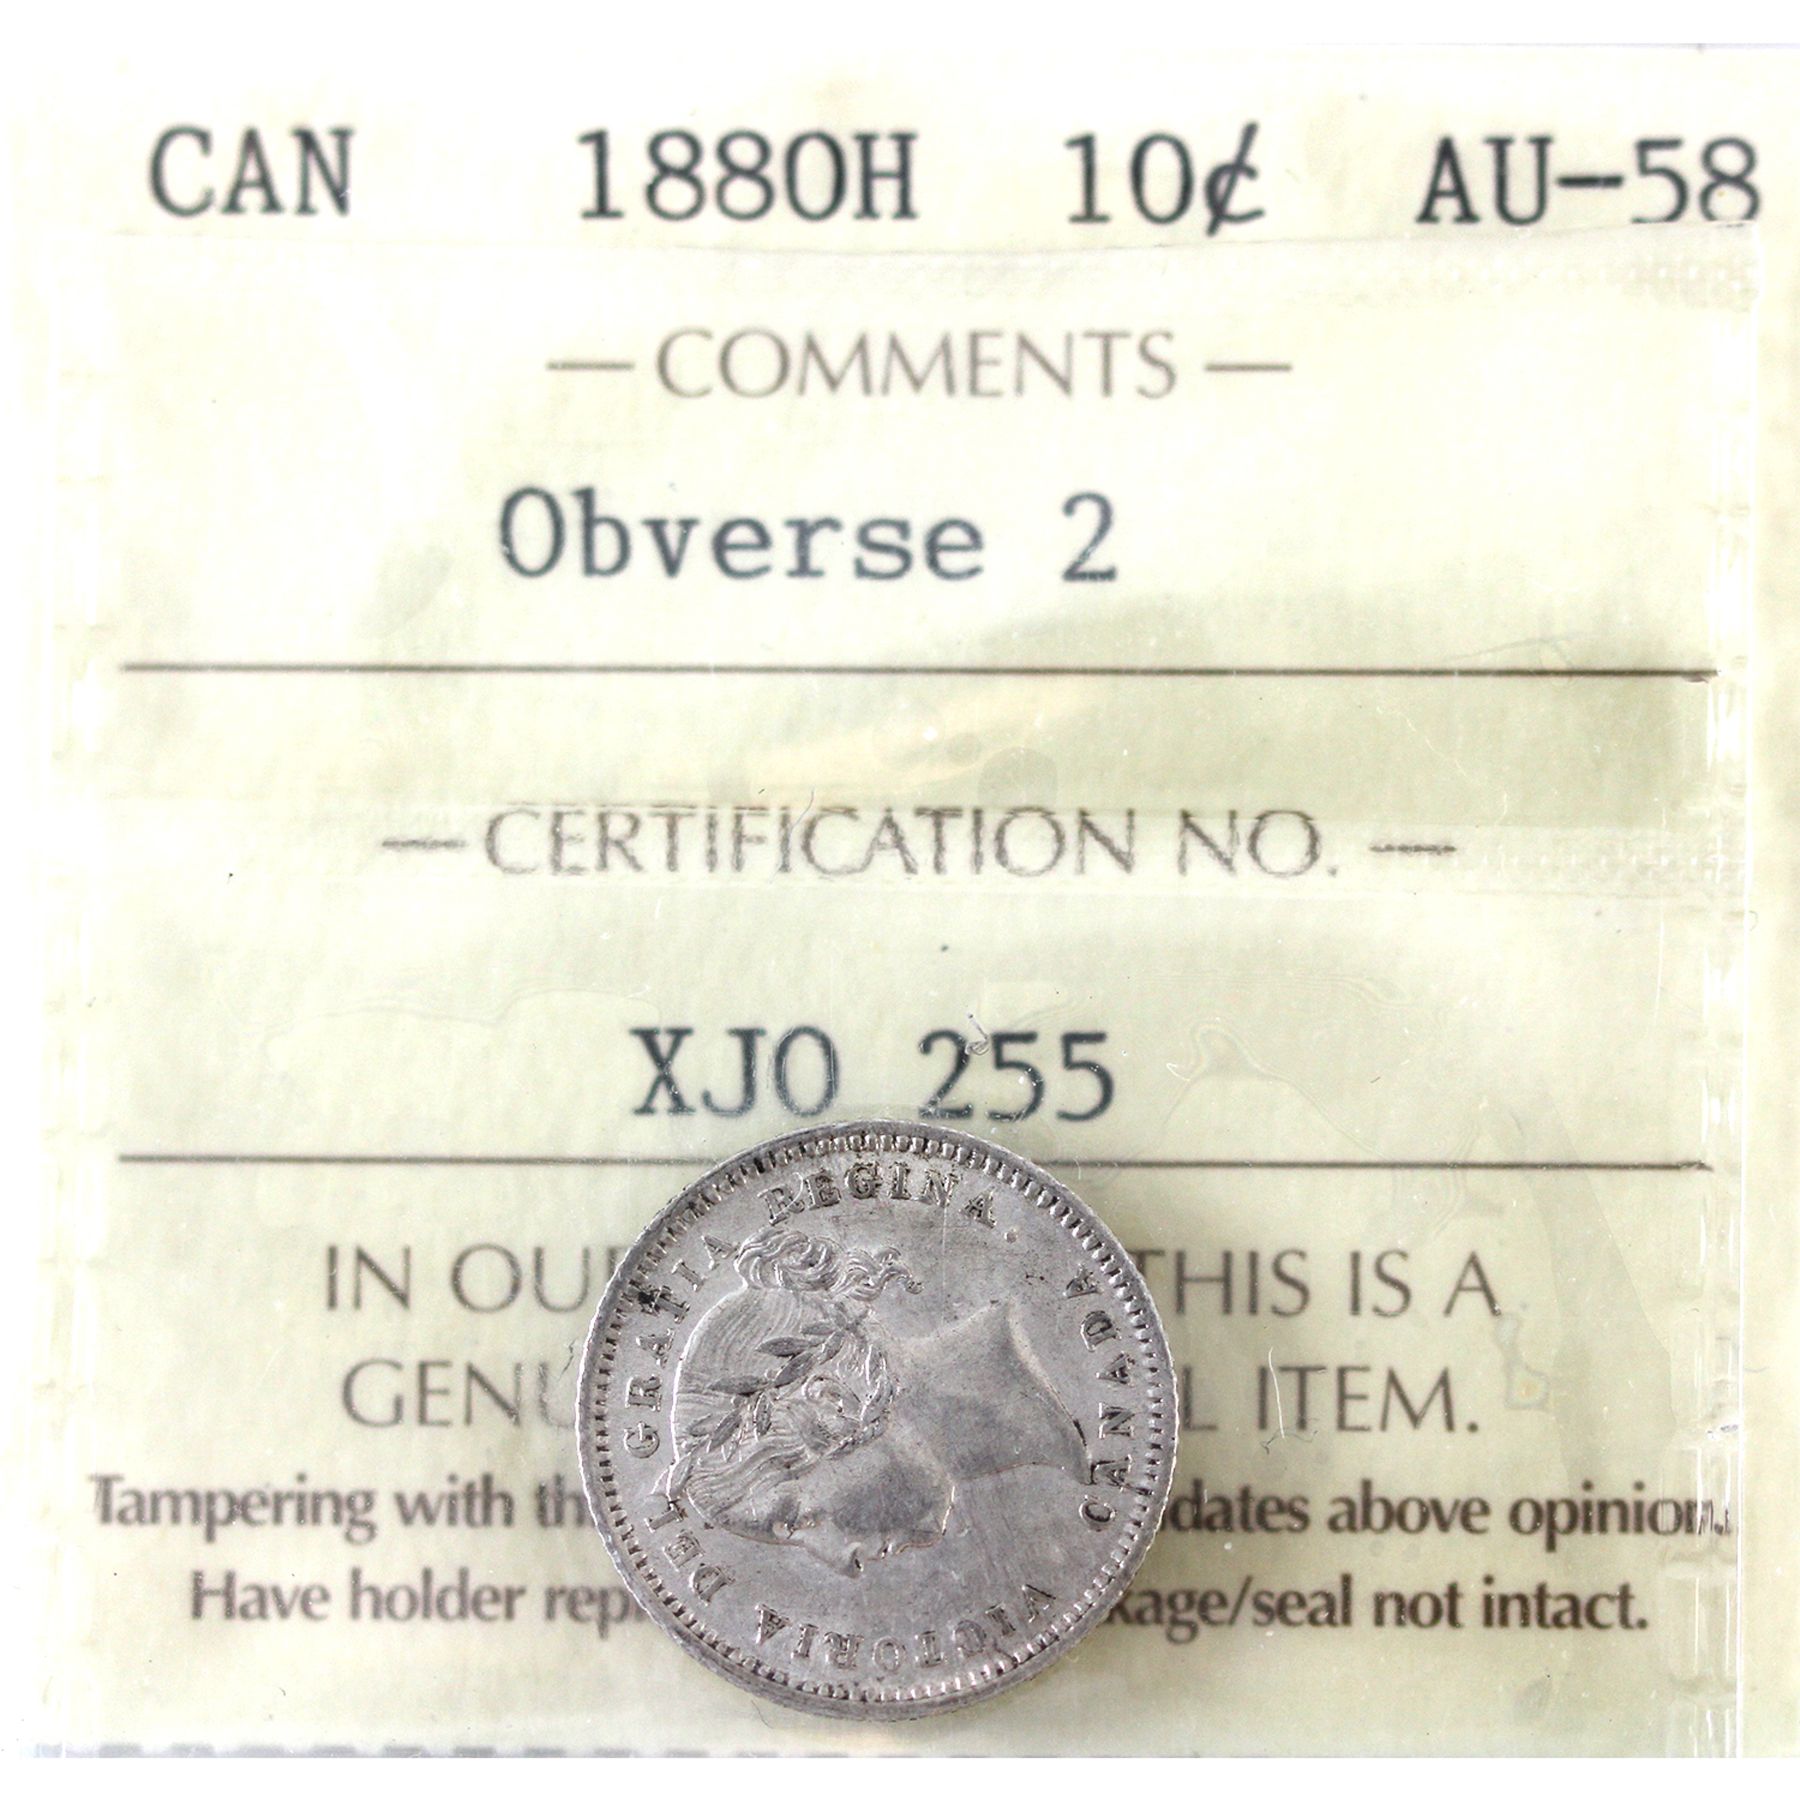 CAN 1880H 10¢ AU-58
— COMMENTS —
Obverse 2
— CERTIFICATION NO. —
XJO 255
IN OU THIS IS A
GENU L ITEM.
Tampering with th dates above opinion.
Have holder rep kage/seal not intact.
VICTORIA DEI GRATIA REGINA.
CANADA